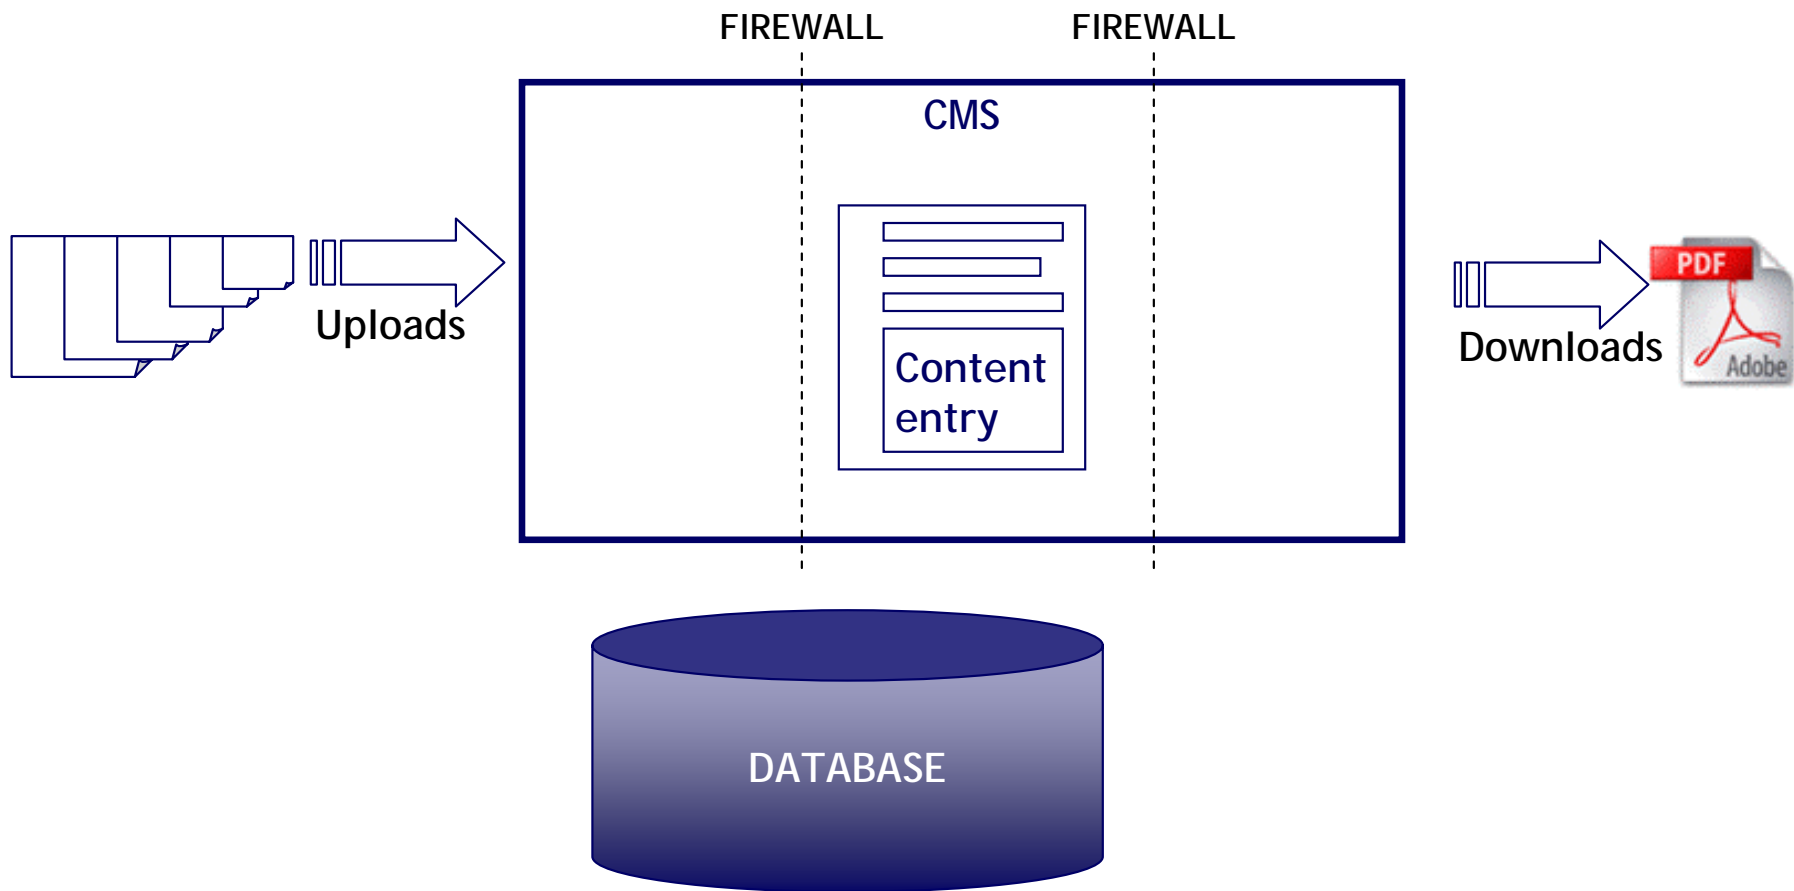 FIREWALL
FIREWALL
CMS
Uploads
Content
entry
PDF
Adobe
Downloads
DATABASE